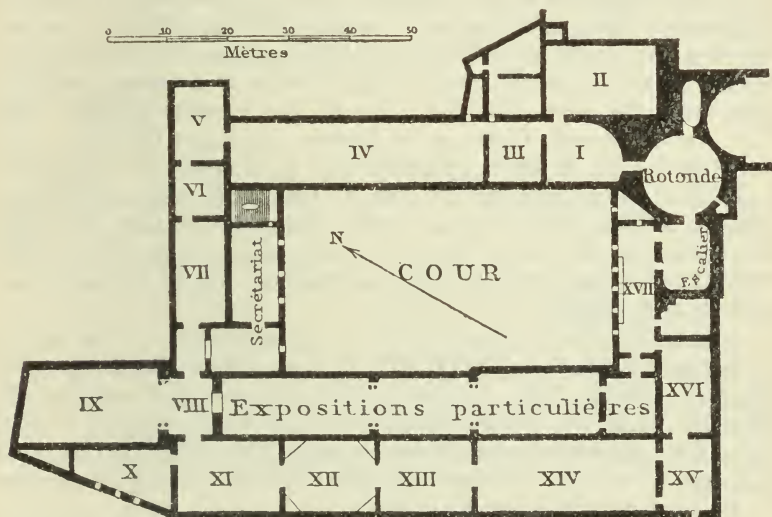 0 10 20 30 40 50
Mètres
II
V
IV
III
I
Rotonde
VI
N
COUR
Escalier
VII
Secrétariat
XVII
IX
VIII
Expositions particulières
XVI
X
XI
XII
XIII
XIV
XV